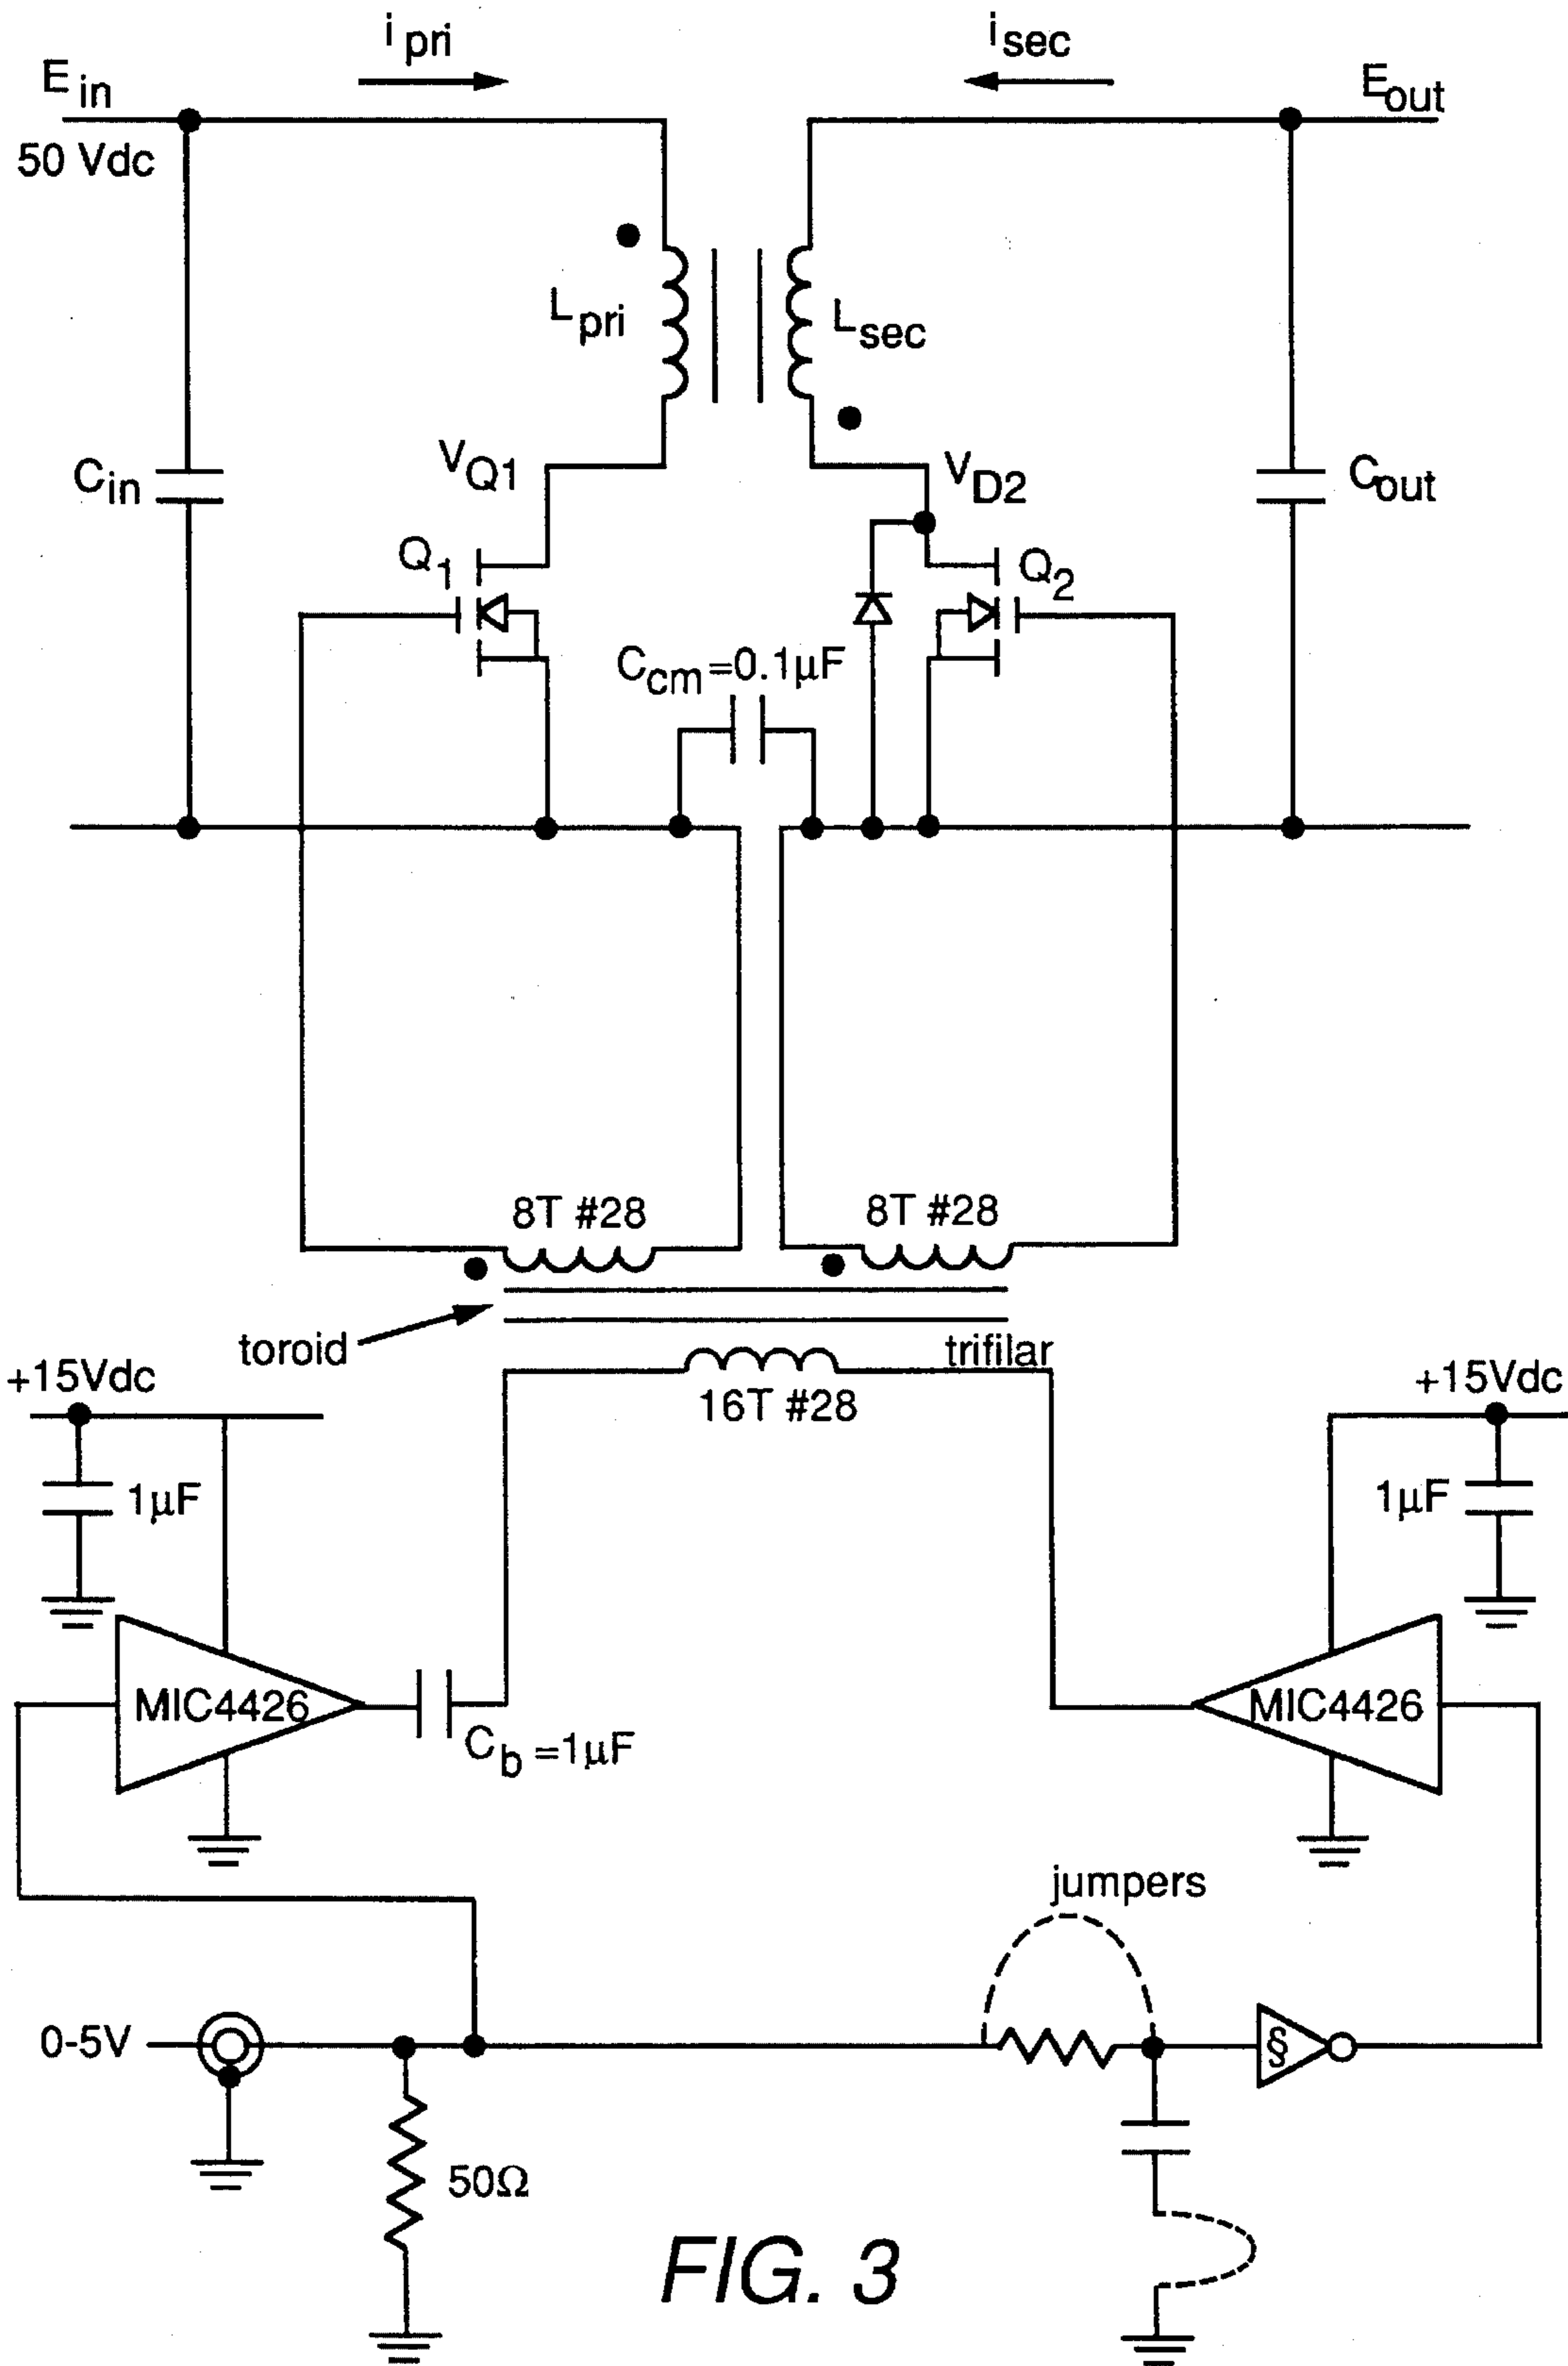 i pri
i sec
E in
E out
50 Vdc
L pri
L sec
V Q1
V D2
C in
C out
Q 1
Q 2
C cm =0.1µF
8T #28
8T #28
toroid
trifilar
+15Vdc
+15Vdc
16T #28
1µF
1µF
MIC4426
MIC4426
C b =1µF
jumpers
0-5V
§
50Ω
FIG. 3